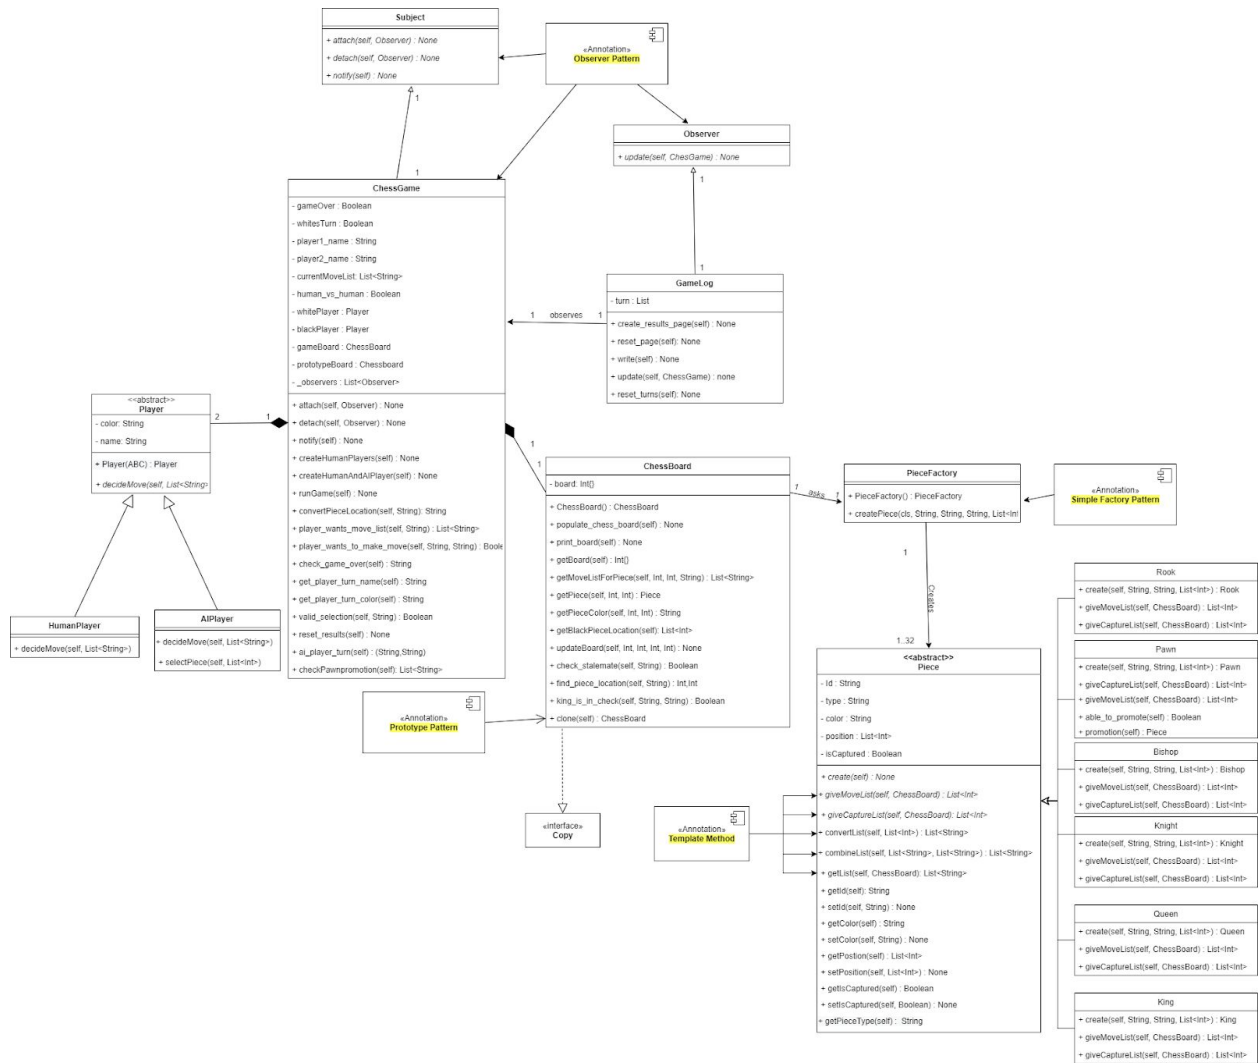 Subject
+ attach(self, Observer) : None
+ detach(self, Observer) : None
+ notify(self) : None
«Annotation»
Observer Pattern
1
Observer
+ update(self, ChesGame) : None
1
1
ChessGame
- gameOver : Boolean
- whitesTurn : Boolean
- player1_name : String
- player2_name : String
- currentMoveList: List<String>
- human_vs_human : Boolean
- whitePlayer : Player
- blackPlayer : Player
- gameBoard : ChessBoard
- prototypeBoard : Chessboard
- _observers : List<Observer>
+ attach(self, Observer) : None
+ detach(self, Observer) : None
+ notify(self) : None
+ createHumanPlayers(self) : None
+ createHumanAndAIPlayer(self) : None
+ runGame(self) : None
+ convertPieceLocation(self, String): String
+ player_wants_move_list(self, String) : List<String>
+ player_wants_to_make_move(self, String, String) : Boole
+ check_game_over(self) : String
+ get_player_turn_name(self) : String
+ get_player_turn_color(self) : String
+ valid_selection(self, String) : Boolean
+ reset_results(self) : None
+ ai_player_turn(self) : (String,String)
+ checkPawnpromotion(self): List<String>
1
GameLog
- turn : List
+ create_results_page(self) : None
+ reset_page(self): None
+ write(self) : None
+ update(self, ChessGame) : none
+ reset_turns(self): None
1 observes 1
<<abstract>>
Player
- color: String
- name: String
+ Player(ABC) : Player
+ decideMove(self, List<String>
2 1
HumanPlayer
+ decideMove(self, List<String>)
AIPlayer
+ decideMove(self, List<String>)
+ selectPiece(self, List<Int>)
1
1
ChessBoard
- board: Int{}
+ ChessBoard() : ChessBoard
+ populate_chess_board(self) : None
+ print_board(self) : None
+ getBoard(self) : Int{}
+ getMoveListForPiece(self, Int, Int, String) : List<String>
+ getPiece(self, Int, Int) : Piece
+ getPieceColor(self, Int, Int) : String
+ getBlackPieceLocation(self): List<Int>
+ updateBoard(self, Int, Int, Int, Int) : None
+ check_stalemate(self, String) : Boolean
+ find_piece_location(self, String) : Int,Int
+ king_is_in_check(self, String, String) : Boolean
+ clone(self) : ChessBoard
«Annotation»
Prototype Pattern
«interface»
Copy
1 asks 1
PieceFactory
+ PieceFactory() : PieceFactory
+ createPiece(cls, String, String, String, List<Int
«Annotation»
Simple Factory Pattern
1
Creates
1..32
<<abstract>>
Piece
- Id : String
- type : String
- color : String
- position : List<Int>
- isCaptured : Boolean
+ create(self) : None
+ giveMoveList(self, ChessBoard) : List<Int>
+ giveCaptureList(self, ChessBoard): List<Int>
+ convertList(self, List<Int>) : List<String>
+ combineList(self, List<String>, List<String>) : List<String>
+ getList(self, ChessBoard): List<String>
+ getId(self): String
+ setId(self, String) : None
+ getColor(self) : String
+ setColor(self, String) : None
+ getPostion(self) : List<Int>
+ setPosition(self, List<Int>) : None
+ getIsCaptured(self) : Boolean
+ setIsCaptured(self, Boolean) : None
+ getPieceType(self) : String
«Annotation»
Template Method
Rook
+ create(self, String, String, List<Int>) : Rook
+ giveMoveList(self, ChessBoard) : List<Int>
+ giveCaptureList(self, ChessBoard) : List<Int>
Pawn
+ create(self, String, String, List<Int>) : Pawn
+ giveCaptureList(self, ChessBoard) : List<Int>
+ giveMoveList(self, ChessBoard) : List<Int>
+ able_to_promote(self) : Boolean
+ promotion(self) : Piece
Bishop
+ create(self, String, String, List<Int>) : Bishop
+ giveMoveList(self, ChessBoard) : List<Int>
+ giveCaptureList(self, ChessBoard) : List<Int>
Knight
+ create(self, String, String, List<Int>) : Knight
+ giveMoveList(self, ChessBoard) : List<Int>
+ giveCaptureList(self, ChessBoard) : List<Int>
Queen
+ create(self, String, String, List<Int>) : Queen
+ giveMoveList(self, ChessBoard) : List<Int>
+ giveCaptureList(self, ChessBoard) : List<Int>
King
+ create(self, String, String, List<Int>) : King
+ giveMoveList(self, ChessBoard) : List<Int>
+ giveCaptureList(self, ChessBoard) : List<Int>